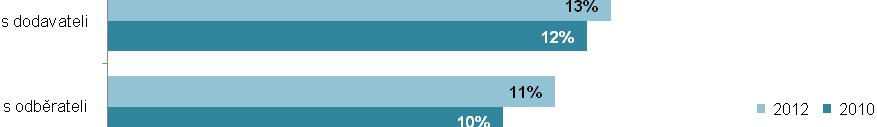 13%
s dodavateli
12%
11%
s odběrateli
2012 2010
10%